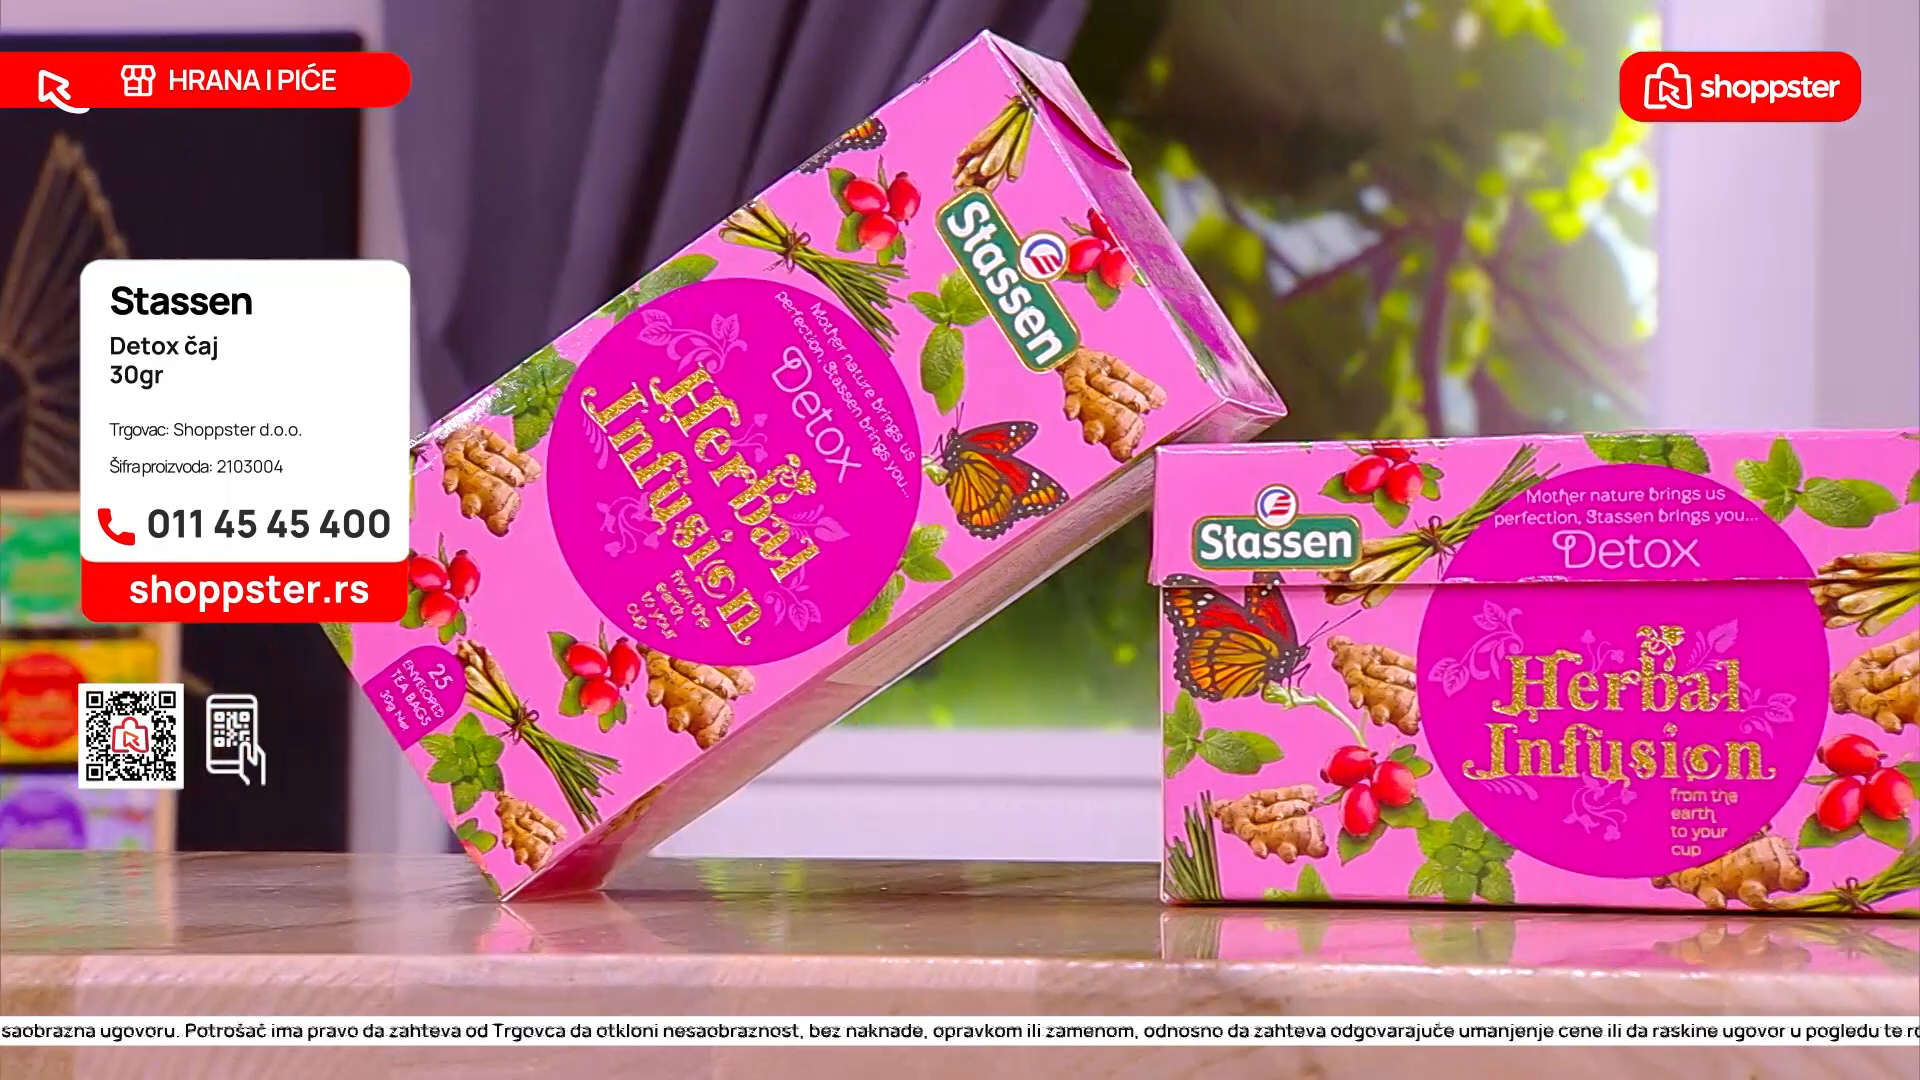 HRANA I PIĆE
shoppster
Stassen
Detox čaj
30gr
Trgovac: Shoppster d.o.o.
Šifra proizvoda: 2103004
011 45 45 400
shoppster.rs
Stassen
Mother nature brings us
perfection, Stassen brings you...
Detox
Herbal
Infusion
from the
earth
to your
cup
25
ENVELOPED
TEA BAGS
30g Net
Stassen
Mother nature brings us
perfection, Stassen brings you...
Detox
Herbal
Infusion
from the
earth
to your
cup
saobrazna ugovoru. Potrošač ima pravo da zahteva od Trgovca da otkloni nesaobraznost, bez naknade, opravkom ili zamenom, odnosno da zahteva odgovarajuće umanjenje cene ili da raskine ugovor u pogledu te